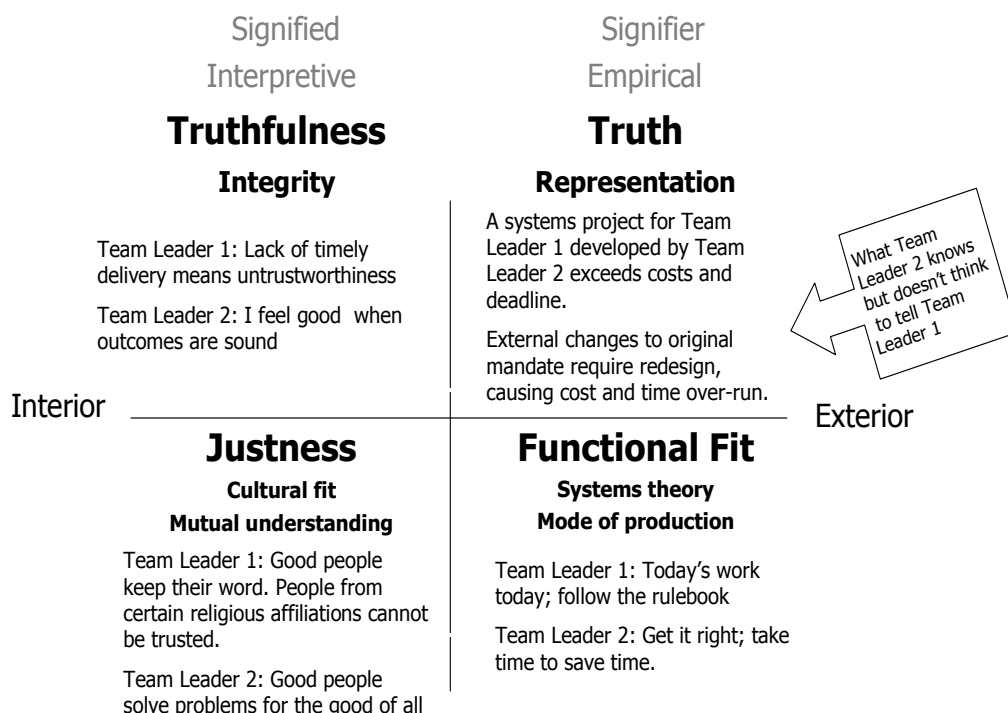 Signified
Interpretive
Truthfulness
Integrity
Team Leader 1: Lack of timely
delivery means untrustworthiness
Team Leader 2: I feel good when
outcomes are sound
Signifier
Empirical
Truth
Representation
A systems project for Team
Leader 1 developed by Team
Leader 2 exceeds costs and
deadline.
External changes to original
mandate require redesign,
causing cost and time over-run.
What Team
Leader 2 knows
but doesn't think
to tell Team
Leader 1
Interior
Exterior
Justness
Cultural fit
Mutual understanding
Team Leader 1: Good people
keep their word. People from
certain religious affiliations cannot
be trusted.
Team Leader 2: Good people
solve problems for the good of all
Functional Fit
Systems theory
Mode of production
Team Leader 1: Today's work
today; follow the rulebook
Team Leader 2: Get it right; take
time to save time.